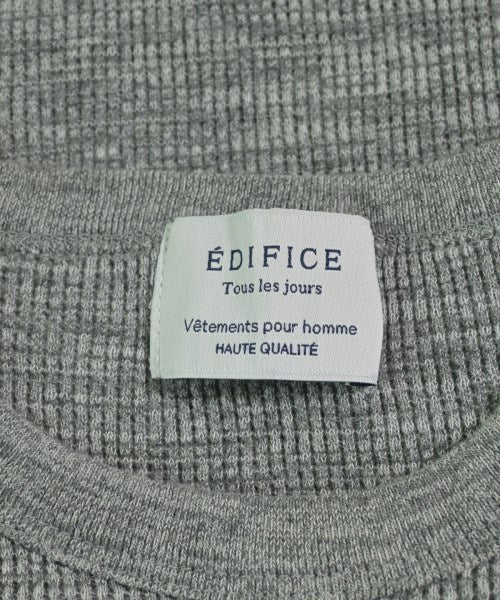 ÉDIFICE
Tous les jours
Vêtements pour homme
HAUTE QUALITÉ